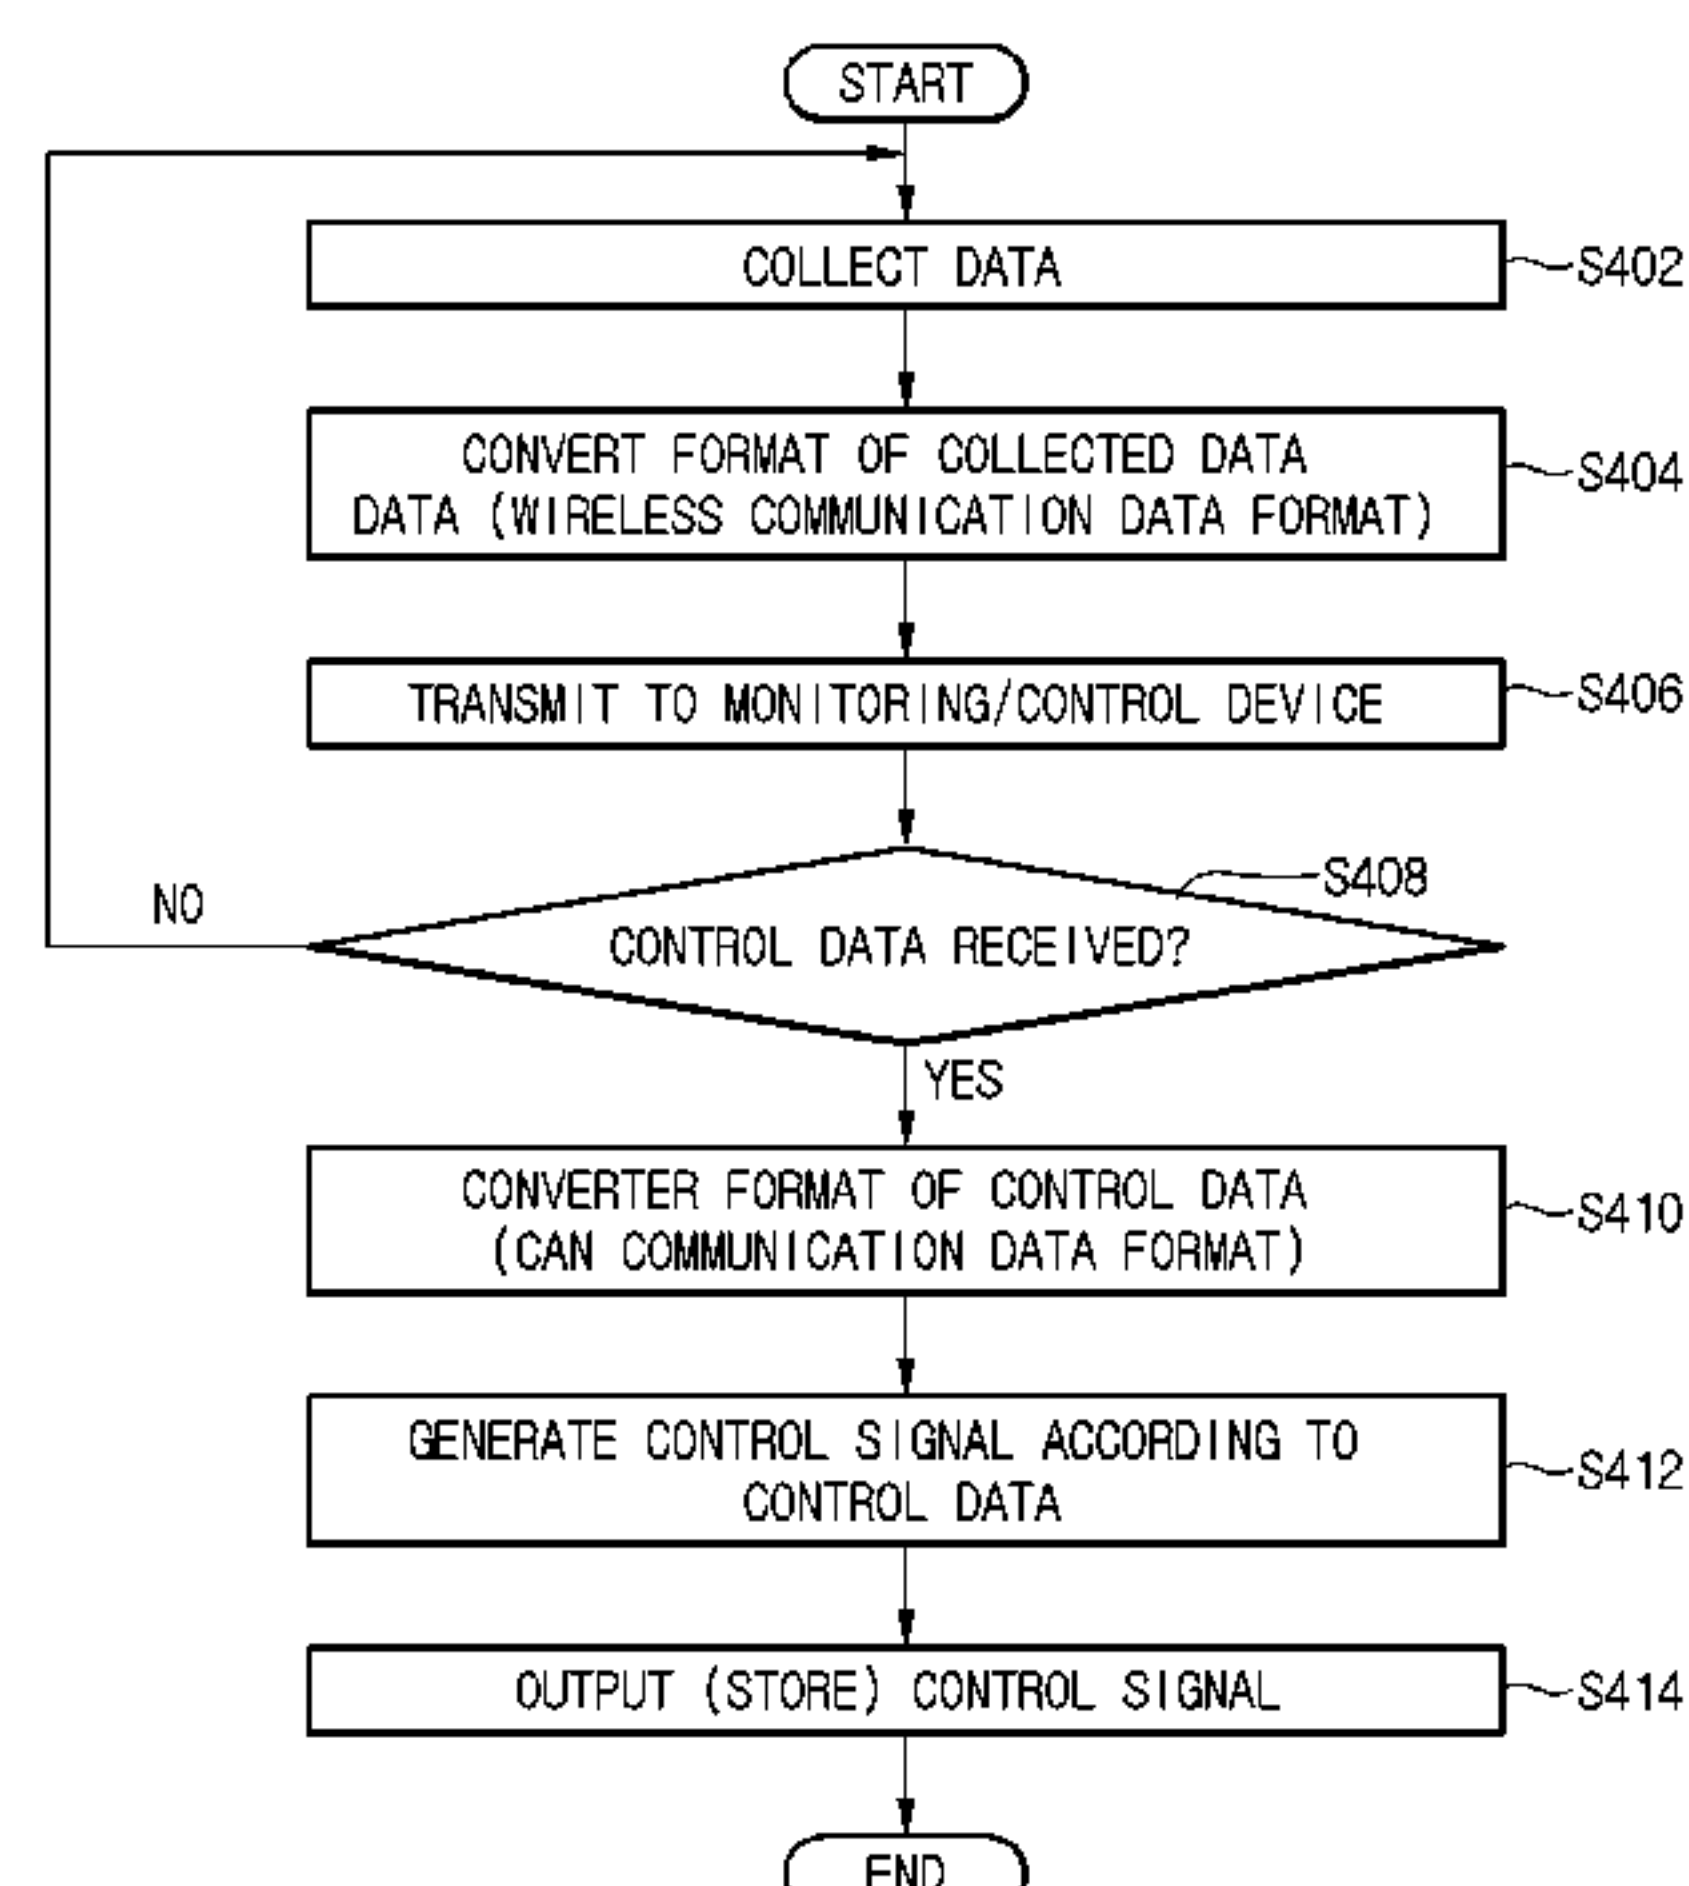 START
COLLECT DATA
S402
CONVERT FORMAT OF COLLECTED DATA
DATA (WIRELESS COMMUNICATION DATA FORMAT)
S404
TRANSMIT TO MONITORING/CONTROL DEVICE
S406
S408
CONTROL DATA RECEIVED?
NO
YES
CONVERTER FORMAT OF CONTROL DATA
(CAN COMMUNICATION DATA FORMAT)
S410
GENERATE CONTROL SIGNAL ACCORDING TO
CONTROL DATA
S412
OUTPUT (STORE) CONTROL SIGNAL
S414
END